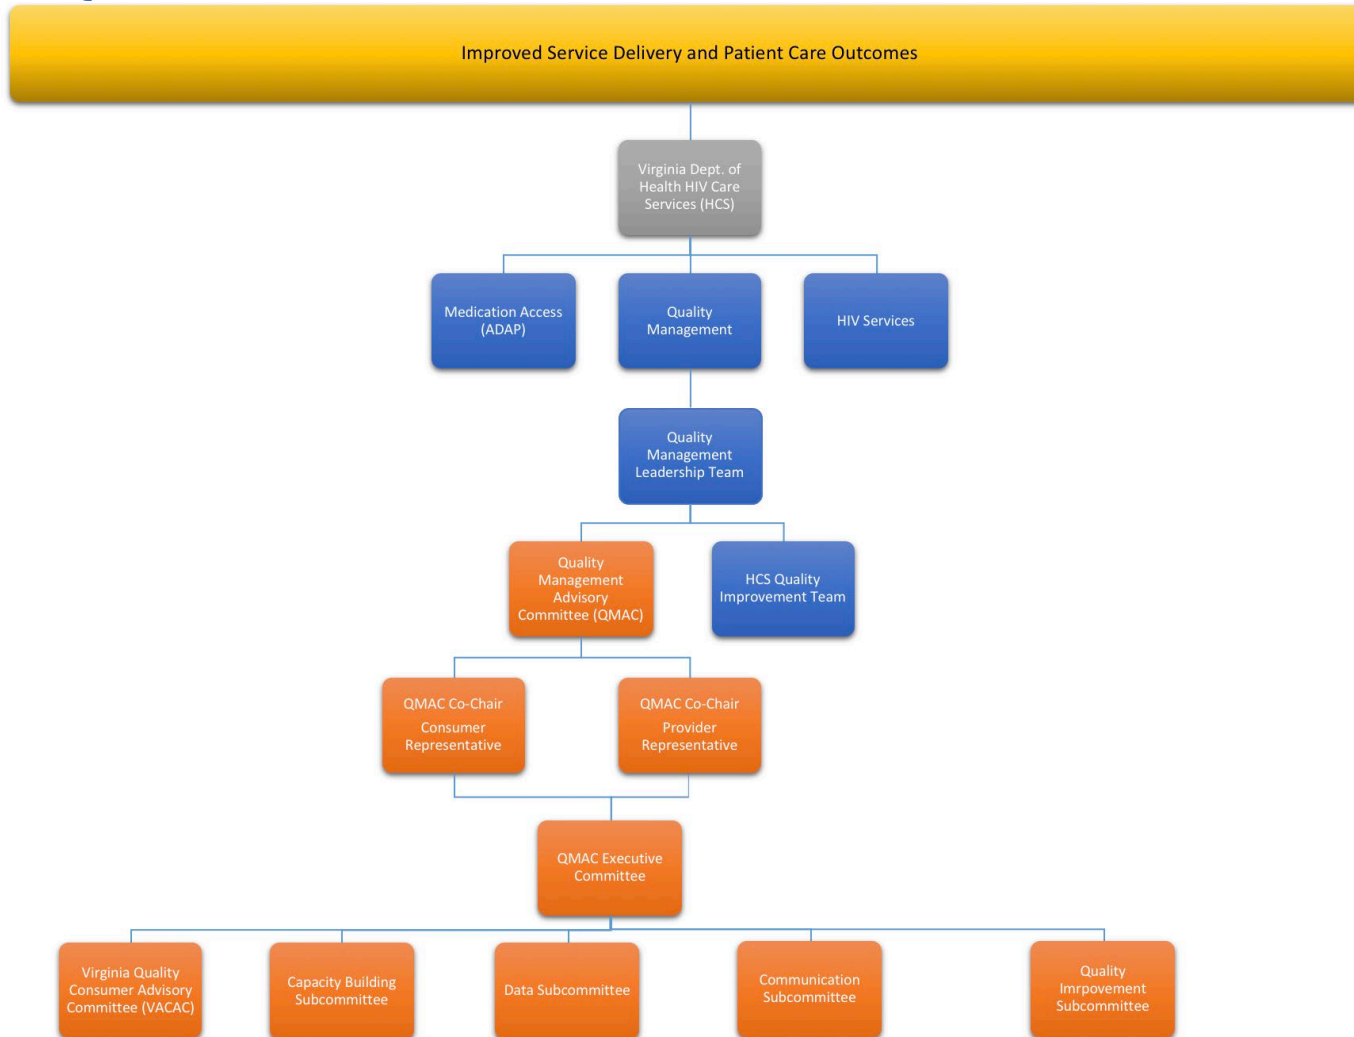 Improved Service Delivery and Patient Care Outcomes
Virginia Dept. of
Health HIV Care
Services (HCS)
Medication Access
(ADAP)
Quality
Management
HIV Services
Quality
Management
Leadership Team
Quality
Management
Advisory
Committee (QMAC)
HCS Quality
Improvement Team
QMAC Co-Chair
Consumer
Representative
QMAC Co-Chair
Provider
Representative
QMAC Executive
Committee
Virginia Quality
Consumer Advisory
Committee (VACAC)
Capacity Building
Subcommittee
Data Subcommittee
Communication
Subcommittee
Quality
Imrpovement
Subcommittee